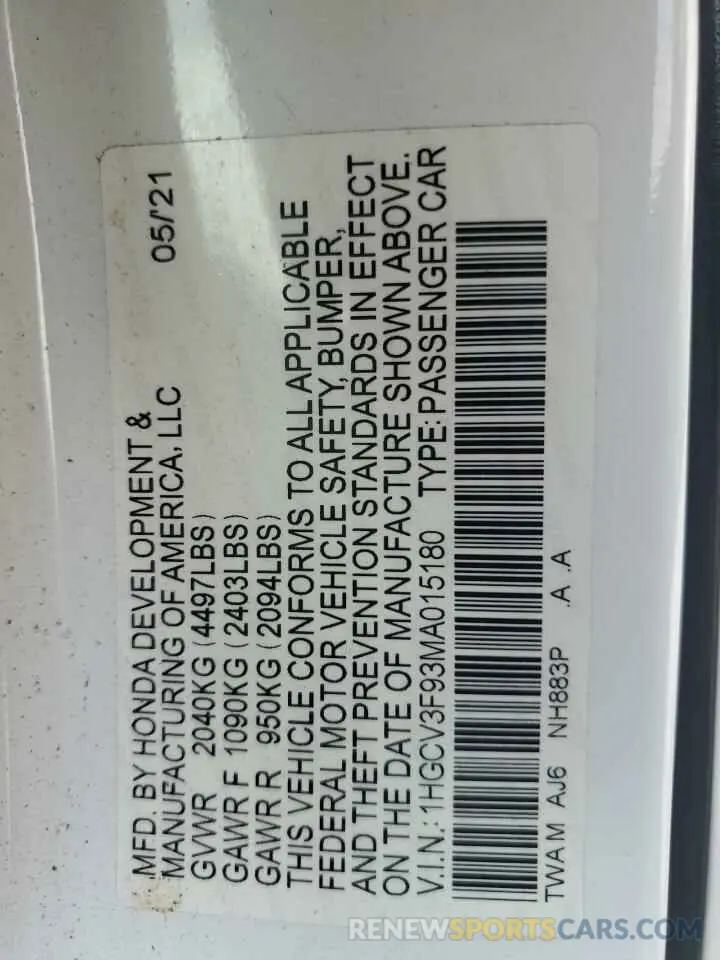 MFD. BY HONDA DEVELOPMENT &
MANUFACTURING OF AMERICA, LLC 05/'21
GVWR 2040KG (4497LBS)
GAWR F 1090KG (2403LBS)
GAWR R 950KG (2094LBS)
THIS VEHICLE CONFORMS TO ALL APPLICABLE
FEDERAL MOTOR VEHICLE SAFETY, BUMPER,
AND THEFT PREVENTION STANDARDS IN EFFECT
ON THE DATE OF MANUFACTURE SHOWN ABOVE.
V.I.N.: 1HGCV3F93MA015180 TYPE: PASSENGER CAR
TWA M AJ6 NH883P .A .A
RENEWSPORTSCARS.COM